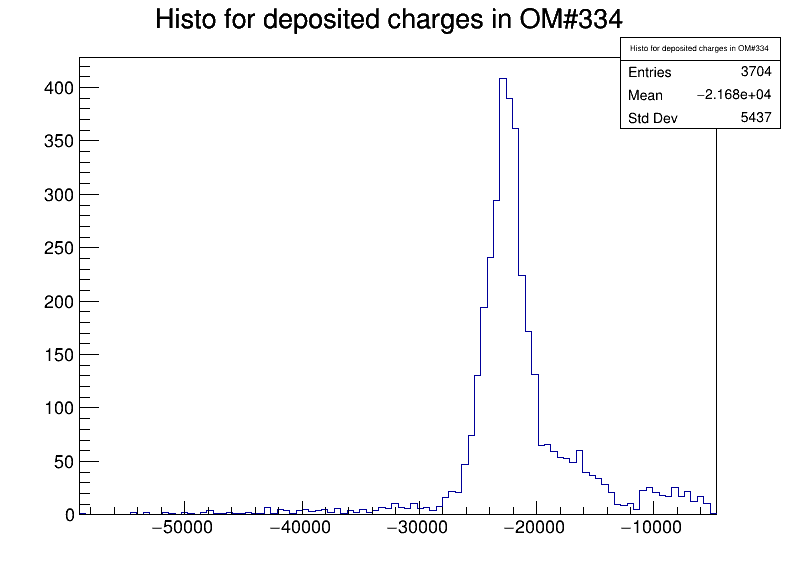 Histo for deposited charges in OM#334
Histo for deposited charges in OM#334
Entries 3704
Mean −2.168e+04
Std Dev 5437
400
350
300
250
200
150
100
50
0
−50000 −40000 −30000 −20000 −10000